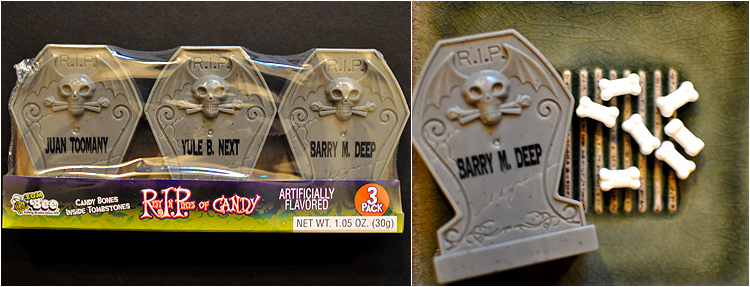 R.I.P.
JUAN TOOMANY
R.I.P.
YULE B. NEXT
R.I.P.
BARRY M. DEEP
Bee
CANDY BONES
INSIDE TOMBSTONES
R.I.P.
of CANDY
ARTIFICIALLY
FLAVORED
3
PACK
NET WT. 1.05 OZ. (30g)
R.I.P.
BARRY M. DEEP